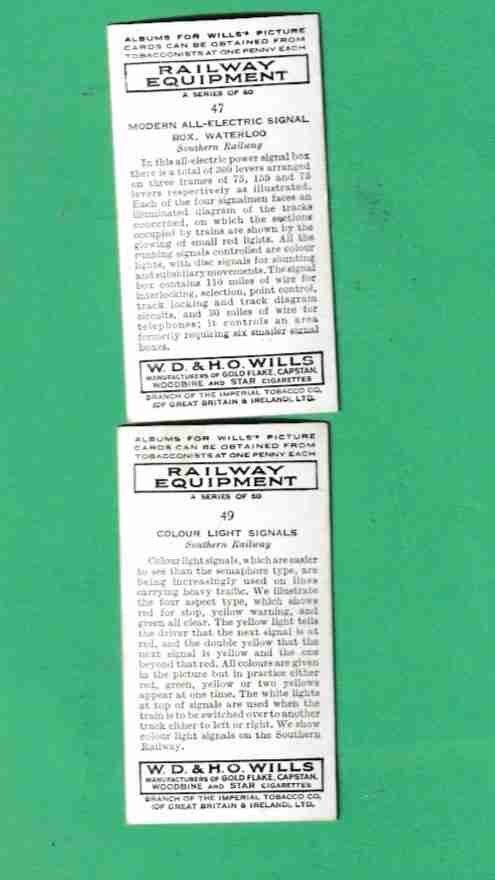 ALBUMS FOR WILLS'S PICTURE
CARDS CAN BE OBTAINED FROM
TOBACCONISTS AT ONE PENNY EACH
RAILWAY
EQUIPMENT
A SERIES OF 50
47
MODERN ALL-ELECTRIC SIGNAL
BOX, WATERLOO
Southern Railway
In this all-electric power signal box
there is a total of 309 levers arranged
on three frames of 75, 159 and 75
levers respectively as illustrated.
Each of the four signalmen faces an
illuminated diagram of the tracks
concerned, on which the sections
occupied by trains are shown by the
glowing of small red lights. All the
running signals controlled are colour
lights, with disc signals for shunting
and subsidiary movements. The signal
box contains 110 miles of wire for
interlocking, selection, point control,
track locking and track diagram
circuits, and 30 miles of wire for
telephones; it controls an area
formerly requiring six smaller signal
boxes.
W. D. & H. O. WILLS
MANUFACTURERS OF GOLD FLAKE, CAPSTAN,
WOODBINE AND STAR CIGARETTES
BRANCH OF THE IMPERIAL TOBACCO CO.
(OF GREAT BRITAIN & IRELAND), LTD.
ALBUMS FOR WILLS'S PICTURE
CARDS CAN BE OBTAINED FROM
TOBACCONISTS AT ONE PENNY EACH
RAILWAY
EQUIPMENT
A SERIES OF 50
49
COLOUR LIGHT SIGNALS
Southern Railway
Colour light signals, which are easier
to see than the semaphore type, are
being increasingly used on lines
carrying heavy traffic. We illustrate
the four aspect type, which shows
red for stop, yellow warning, and
green all clear. The yellow light tells
the driver that the next signal is at
red, and the double yellow that the
next signal is yellow and the one
beyond that red. All colours are given
in the picture but in practice either
red, green, yellow or two yellows
appear at one time. The white lights
at top of signals are used when the
train is to be switched over to another
track either to left or right. We show
colour light signals on the Southern
Railway.
W. D. & H. O. WILLS
MANUFACTURERS OF GOLD FLAKE, CAPSTAN,
WOODBINE AND STAR CIGARETTES
BRANCH OF THE IMPERIAL TOBACCO CO.
(OF GREAT BRITAIN & IRELAND), LTD.